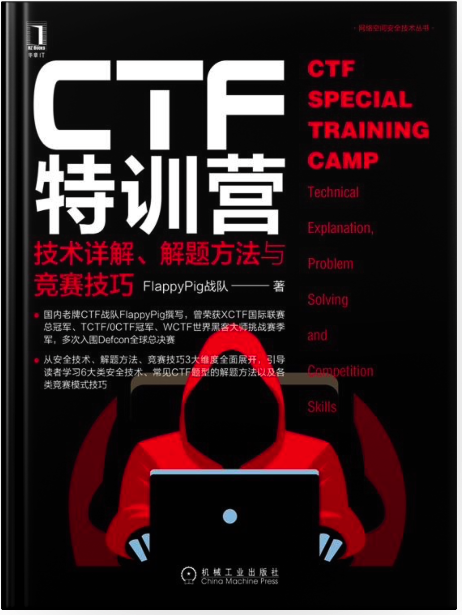 ·网络空间安全技术丛书·
HZ BOOKS
华章IT
CTF
特训营
CTF
SPECIAL
TRAINING
CAMP
Technical
Explanation,
Problem
Solving
and
Competition
Skills
技术详解、解题方法与
竞赛技巧 FlappyPig战队——著
国内老牌CTF战队FlappyPig撰写，曾荣获XCTF国际联赛
总冠军、TCTF/0CTF冠军、WCTF世界黑客大师挑战赛季
军，多次入围Defcon全球总决赛
从安全技术、解题方法、竞赛技巧3大维度全面展开，引导
读者学习6大类安全技术、常见CTF题型的解题方法以及各
类竞赛模式技巧
机械工业出版社
China Machine Press